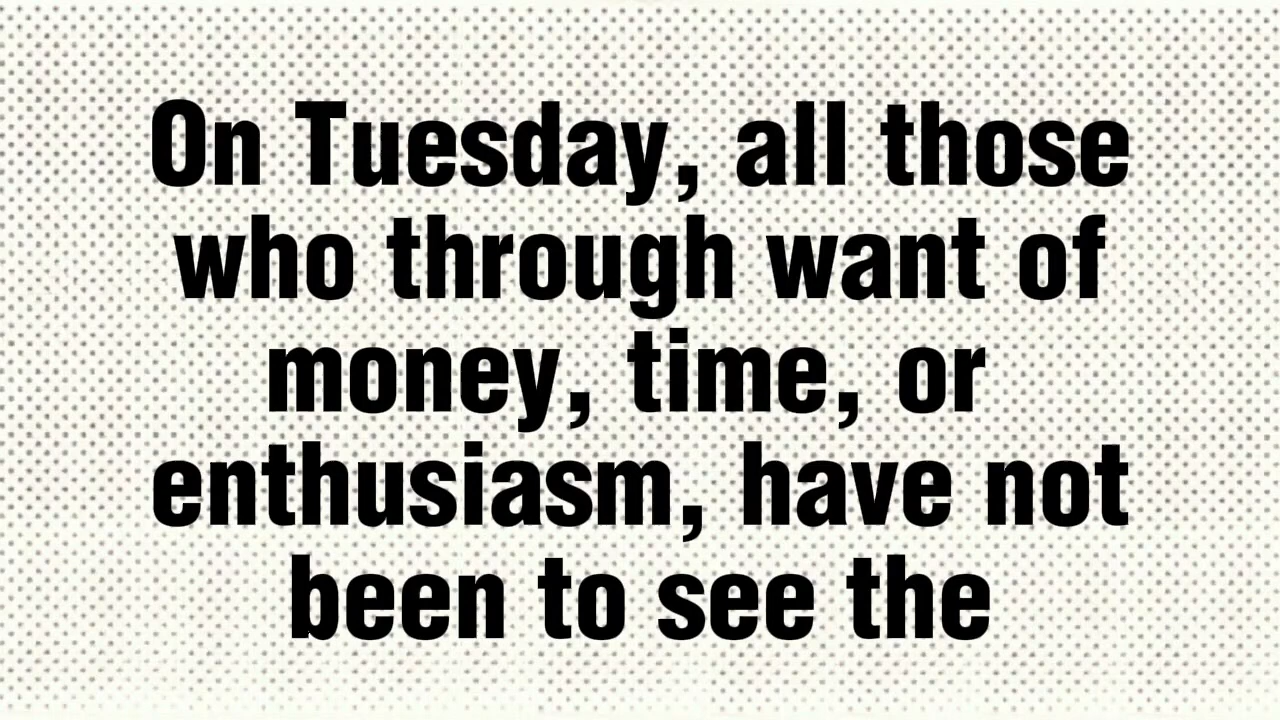 On Tuesday, all those
who through want of
money, time, or
enthusiasm, have not
been to see the